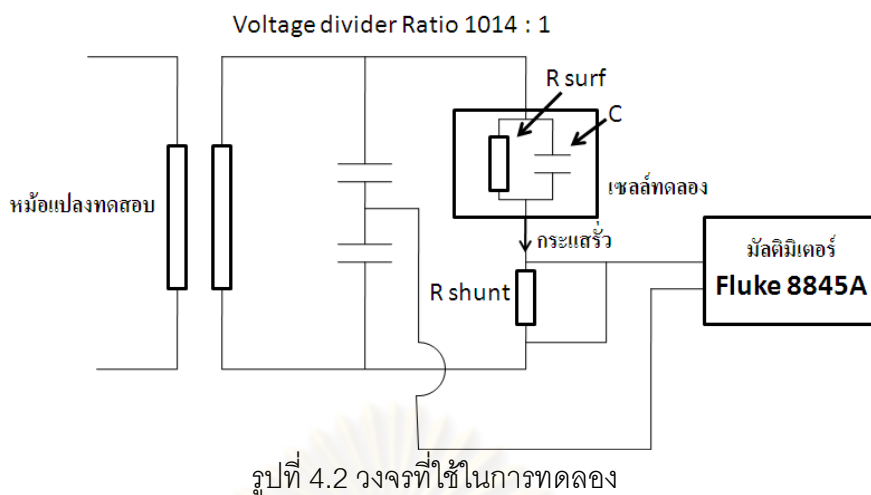 Voltage divider Ratio 1014 : 1
R surf
C
หม้อแปลงทดสอบ
เซลล์ทดลอง
กระแสรั่ว
มัลติมิเตอร์
Fluke 8845A
R shunt
รูปที่ 4.2 วงจรที่ใช้ในการทดลอง